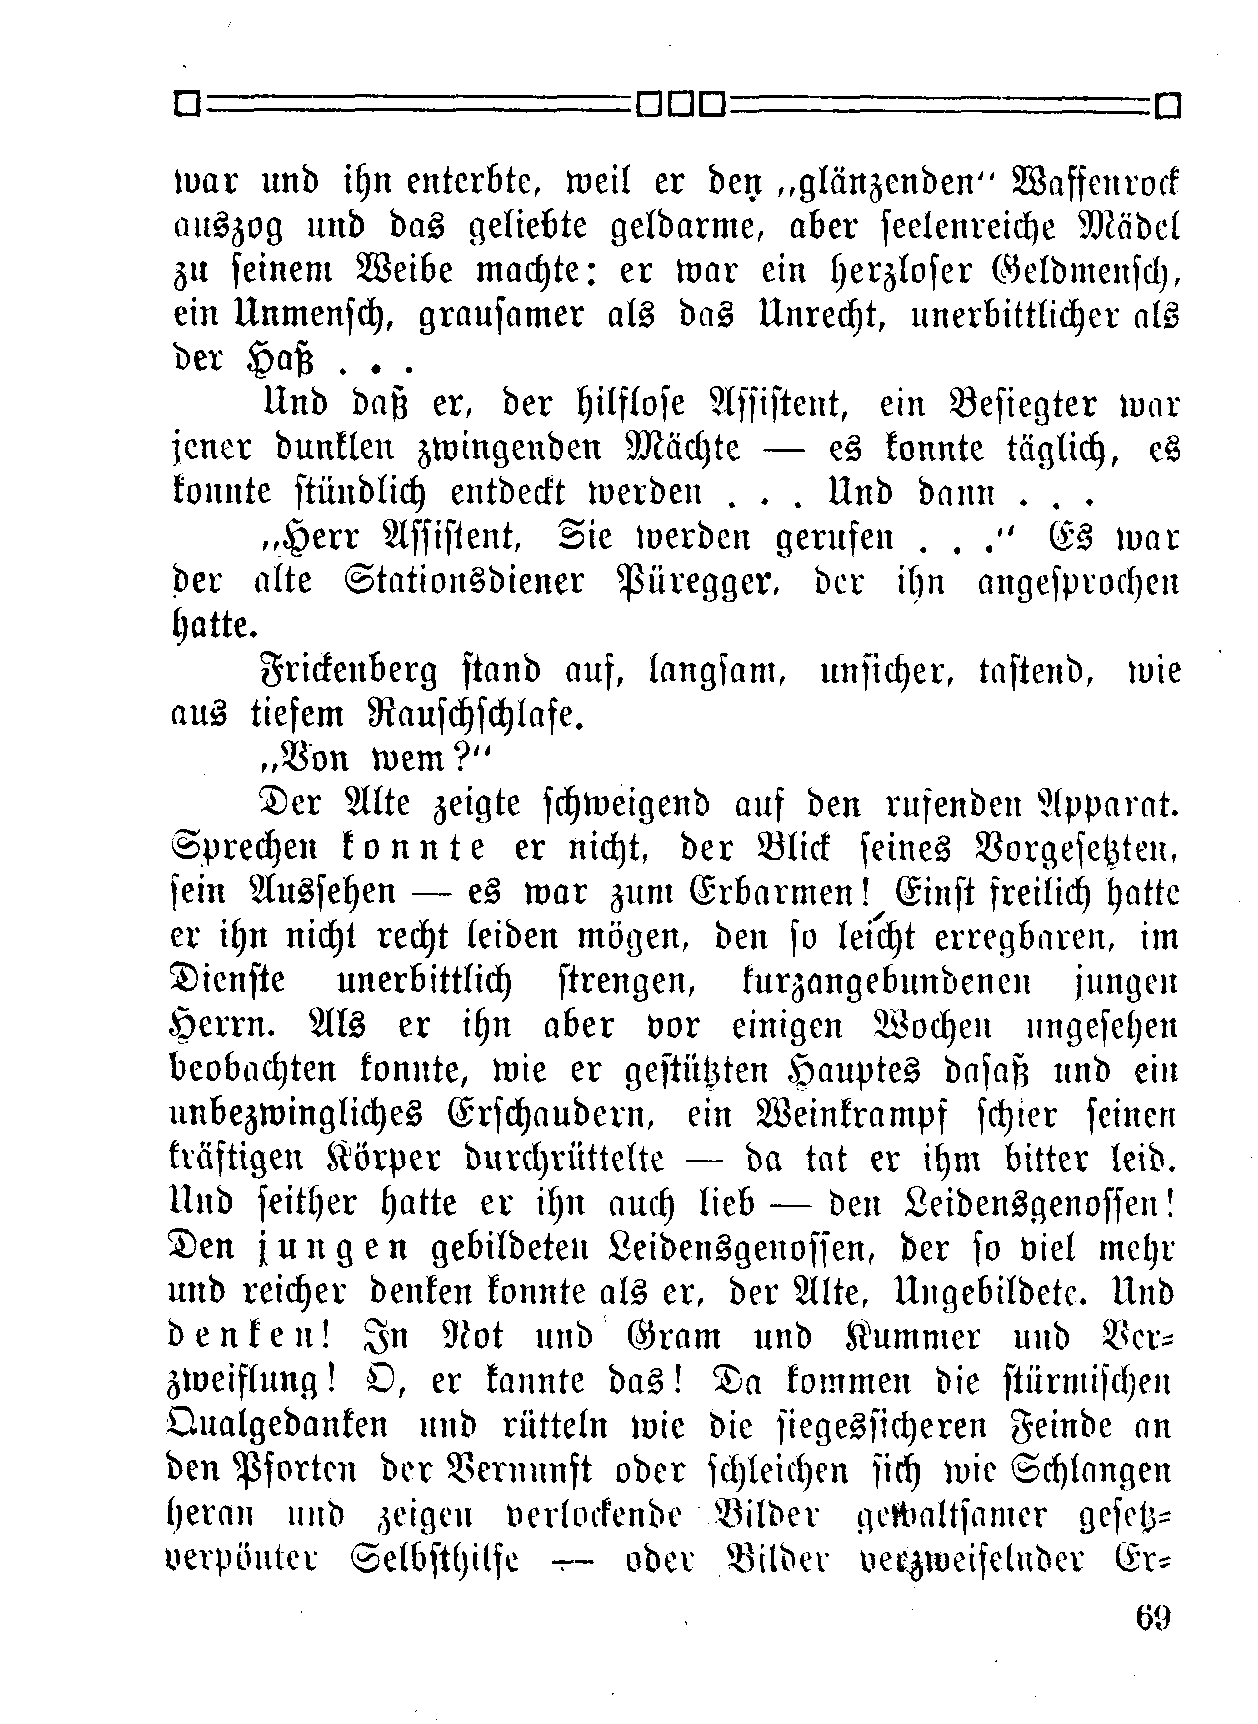 war und ihn enterbte, weil er den „glänzenden“ Waffenrock
auszog und das geliebte geldarme, aber seelenreiche Mädel
zu seinem Weibe machte: er war ein herzloser Geldmensch,
ein Unmensch, grausamer als das Unrecht, unerbittlicher als
der Haß . . .
Und daß er, der hilflose Assistent, ein Besiegter war
jener dunklen zwingenden Mächte — es konnte täglich, es
konnte stündlich entdeckt werden . . . Und dann . . .
„Herr Assistent, Sie werden gerufen . . .“ Es war
der alte Stationsdiener Püregger, der ihn angesprochen
hatte.
Frickenberg stand auf, langsam, unsicher, tastend, wie
aus tiefem Rauschschlafe.
„Von wem?“
Der Alte zeigte schweigend auf den rufenden Apparat.
Sprechen konnte er nicht, der Blick seines Vorgesetzten,
sein Aussehen — es war zum Erbarmen! Einst freilich hatte
er ihn nicht recht leiden mögen, den so leicht erregbaren, im
Dienste unerbittlich strengen, kurzangebundenen jungen
Herrn. Als er ihn aber vor einigen Wochen ungesehen
beobachten konnte, wie er gestützten Hauptes dasaß und ein
unbezwingliches Erschaudern, ein Weinkrampf schier seinen
kräftigen Körper durchrüttelte — da tat er ihm bitter leid.
Und seither hatte er ihn auch lieb — den Leidensgenossen!
Den jungen gebildeten Leidensgenossen, der so viel mehr
und reicher denken konnte als er, der Alte, Ungebildete. Und
denken! In Not und Gram und Kummer und Ver-
zweiflung! O, er kannte das! Da kommen die stürmischen
Qualgedanken und rütteln wie die siegessicheren Feinde an
den Pforten der Vernunft oder schleichen sich wie Schlangen
heran und zeigen verlockende Bilder gewaltsamer gesetz-
verpönter Selbsthilfe — oder Bilder verzweifelnder Er-
69